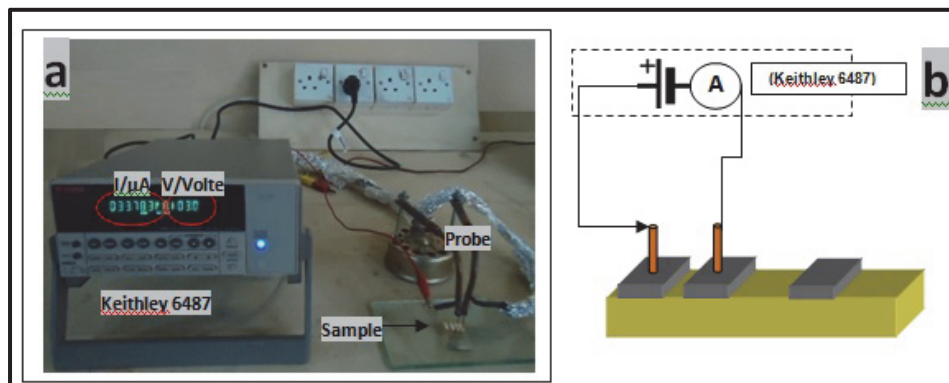 a
I/µA V/Volte
Keithley 6487
Probe
Sample
+
A
(Keithley 6487)
b